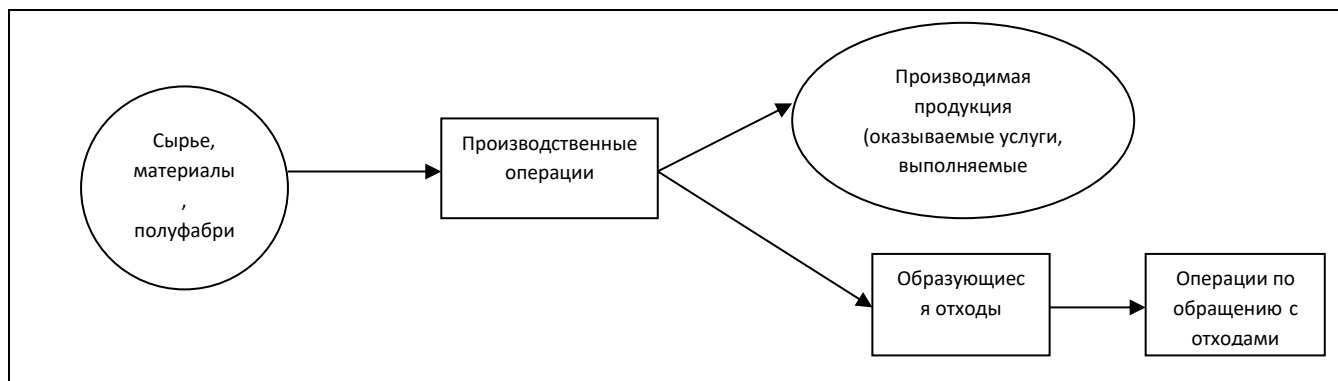 Сырье,
материалы
,
полуфабри
Производственные
операции
Производимая
продукция
(оказываемые услуги,
выполняемые
Образующиес
я отходы
Операции по
обращению с
отходами